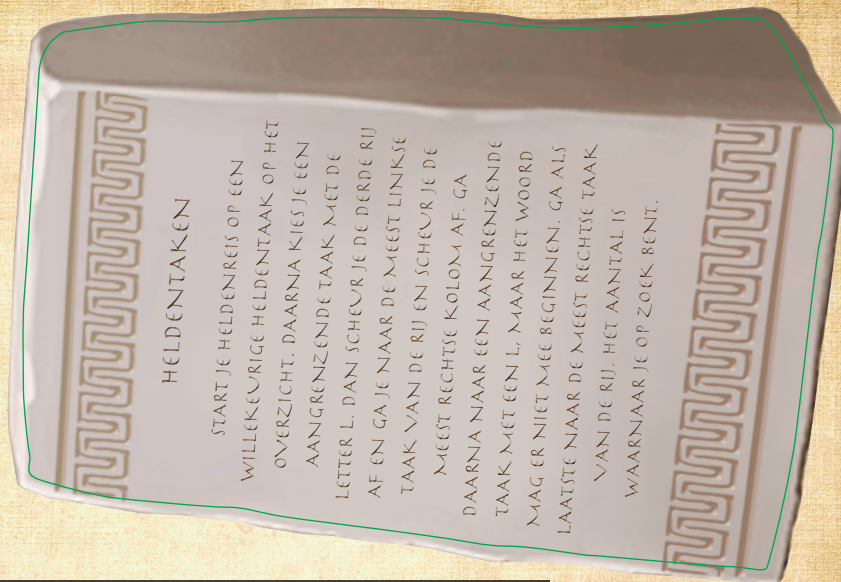 HELDENTAKEN
START JE HELDENREIS OP EEN
WILLEKEURIGE HELDENTAAK OP HET
OVERZICHT. DAARNA KIES JE EEN
AANGRENZENDE TAAK MET DE
LETTER L. DAN SCHEUR JE DE DERDE RIJ
AF EN GA JE NAAR DE MEEST LINKSE
TAAK VAN DE RIJ EN SCHEUR JE DE
MEEST RECHTSE KOLOM AF. GA
DAARNA NAAR EEN AANGRENZENDE
TAAK MET EEN L, MAAR HET WOORD
MAG ER NIET MEE BEGINNEN. GA ALS
LAATSTE NAAR DE MEEST RECHTSE TAAK
VAN DE RIJ. HET AANTAL IS
WAARNAAR JE OP ZOEK BENT.